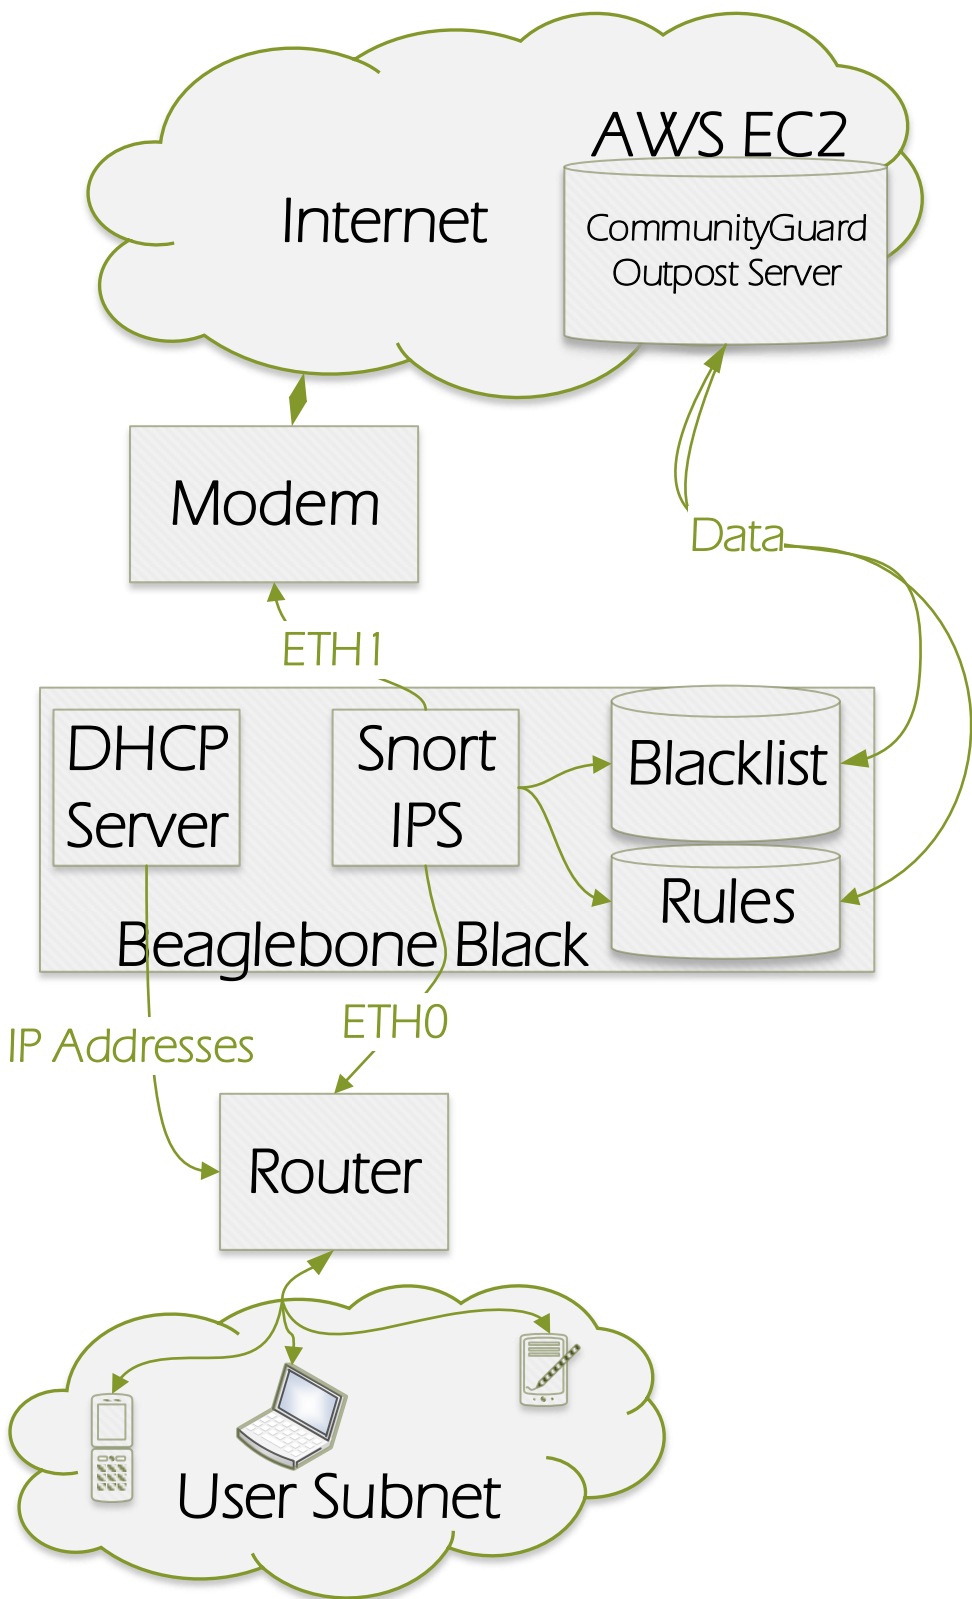 AWS EC2
Internet
CommunityGuard
Outpost Server
Modem
Data
ETH1
DHCP
Server
Snort
IPS
Blacklist
Rules
Beaglebone Black
ETH0
IP Addresses
Router
User Subnet